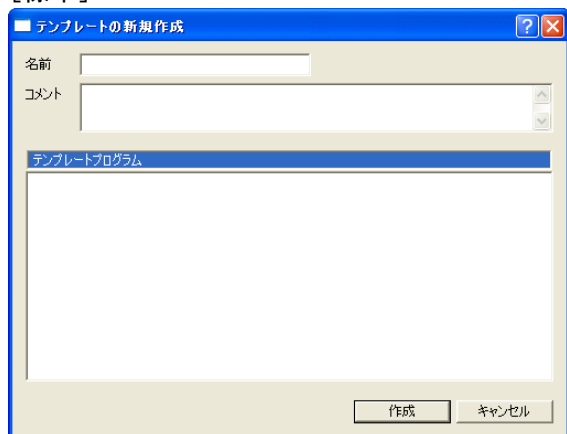 テンプレートの新規作成
名前
コメント
テンプレートプログラム
作成 キャンセル